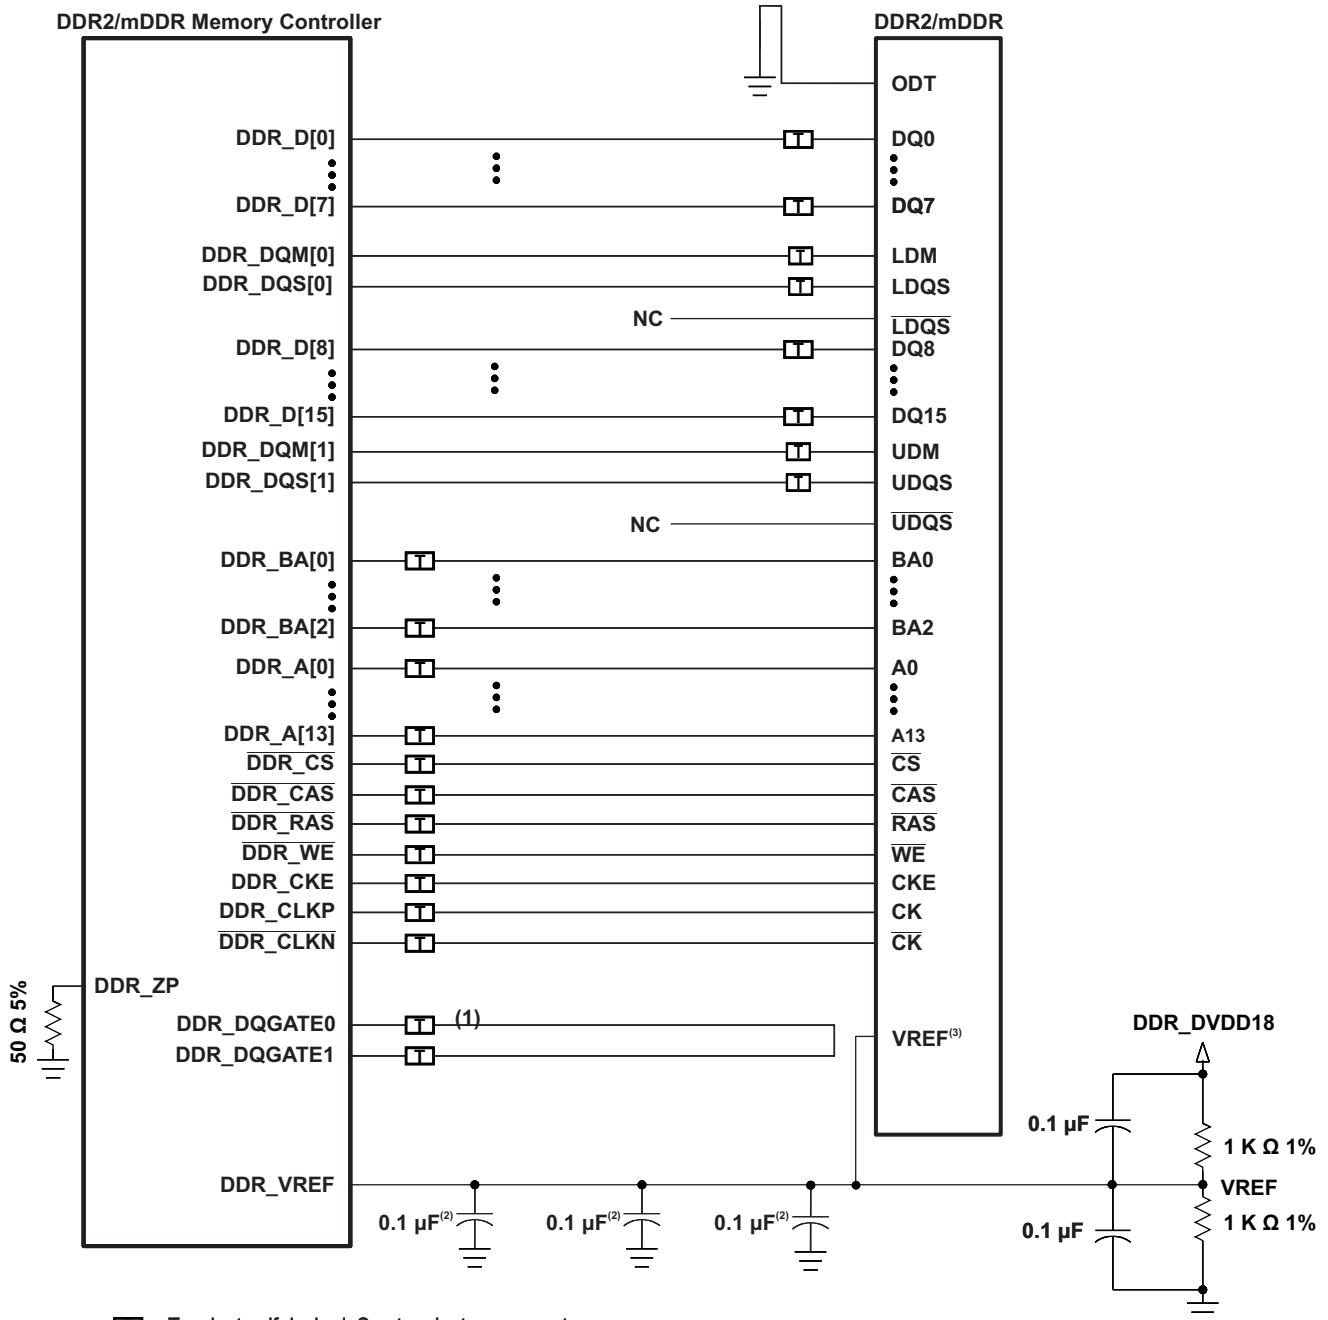 DDR2/mDDR Memory Controller
DDR2/mDDR
ODT
DDR_D[0]
T
DQ0
DDR_D[7]
T
DQ7
DDR_DQM[0]
T
LDM
DDR_DQS[0]
T
LDQS
NC
LDQS
DDR_D[8]
T
DQ8
DDR_D[15]
T
DQ15
DDR_DQM[1]
T
UDM
DDR_DQS[1]
T
UDQS
NC
UDQS
DDR_BA[0]
T
BA0
DDR_BA[2]
T
BA2
DDR_A[0]
T
A0
DDR_A[13]
T
A13
DDR_CS
T
CS
DDR_CAS
T
CAS
DDR_RAS
T
RAS
DDR_WE
T
WE
DDR_CKE
T
CKE
DDR_CLKP
T
CK
DDR_CLKN
T
CK
50 Ω 5%
DDR_ZP
DDR_DQGATE0
T
(1)
DDR_DQGATE1
T
VREF(3)
DDR_DVDD18
0.1 µF
1 K Ω 1%
DDR_VREF
VREF
0.1 µF(2)
0.1 µF(2)
0.1 µF(2)
0.1 µF
1 K Ω 1%